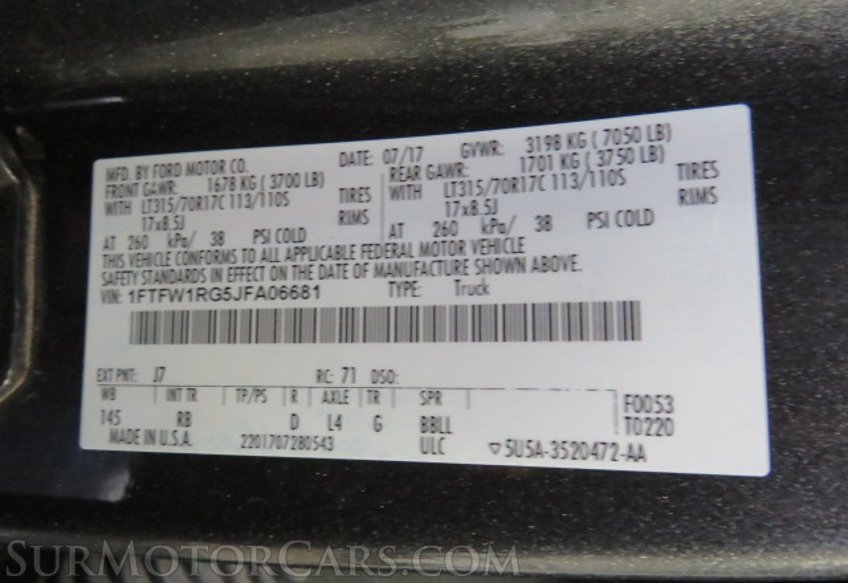 MFD. BY FORD MOTOR CO. DATE: 07/17 GVWR: 3198 KG ( 7050 LB)
FRONT GAWR: 1678 KG ( 3700 LB) REAR GAWR: 1701 KG ( 3750 LB)
WITH LT315/70R17C 113/110S TIRES WITH LT315/70R17C 113/110S TIRES
17x8.5J RIMS 17x8.5J RIMS
AT 260 kPa/ 38 PSI COLD AT 260 kPa/ 38 PSI COLD
THIS VEHICLE CONFORMS TO ALL APPLICABLE FEDERAL MOTOR VEHICLE
SAFETY STANDARDS IN EFFECT ON THE DATE OF MANUFACTURE SHOWN ABOVE.
VIN: 1FTFW1RG5JFA06681 TYPE: Truck
EXT PNT: J7 RC: 71 DSO:
WB INT TR TP/PS R AXLE TR SPR F0053
145 RB D L4 G BBLL T0220
MADE IN U.S.A. 2201707280543 ULC ▽5U5A-3520472-AA
SURMOTORCARS.COM